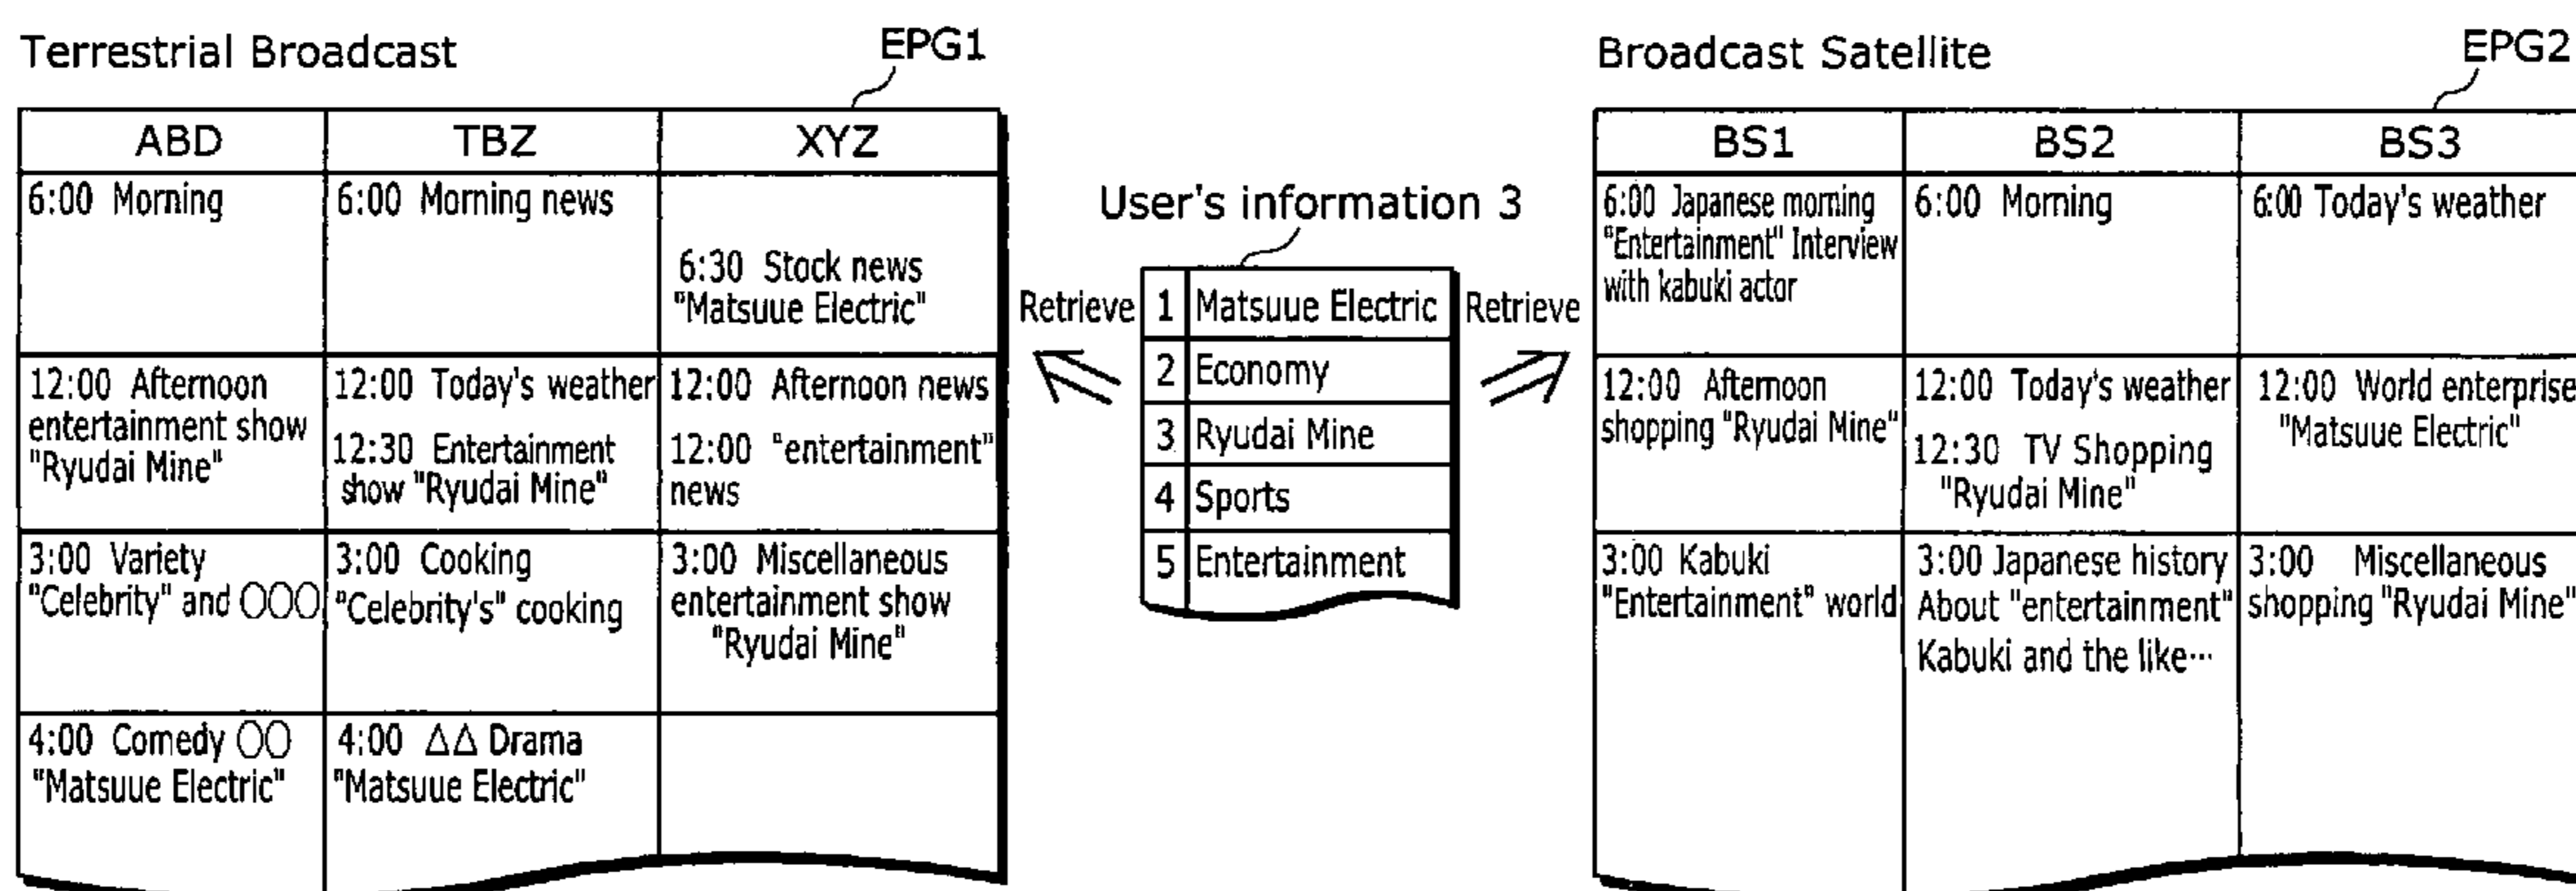 Terrestrial Broadcast
EPG1
ABD
TBZ
XYZ
6:00 Morning
6:00 Morning news
6:30 Stock news
"Matsuue Electric"
12:00 Afternoon
entertainment show
"Ryudai Mine"
12:00 Today's weather
12:30 Entertainment
show "Ryudai Mine"
12:00 Afternoon news
12:00 "entertainment"
news
3:00 Variety
"Celebrity" and ○○○
3:00 Cooking
"Celebrity's" cooking
3:00 Miscellaneous
entertainment show
"Ryudai Mine"
4:00 Comedy ○○
"Matsuue Electric"
4:00 △△ Drama
"Matsuue Electric"
User's information 3
Retrieve
1 Matsuue Electric
2 Economy
3 Ryudai Mine
4 Sports
5 Entertainment
Retrieve
Broadcast Satellite
EPG2
BS1
BS2
BS3
6:00 Japanese morning
"Entertainment" Interview
with kabuki actor
6:00 Morning
6:00 Today's weather
12:00 Afternoon
shopping "Ryudai Mine"
12:00 Today's weather
12:30 TV Shopping
"Ryudai Mine"
12:00 World enterprise
"Matsuue Electric"
3:00 Kabuki
"Entertainment" world
3:00 Japanese history
About "entertainment"
Kabuki and the like…
3:00 Miscellaneous
shopping "Ryudai Mine"